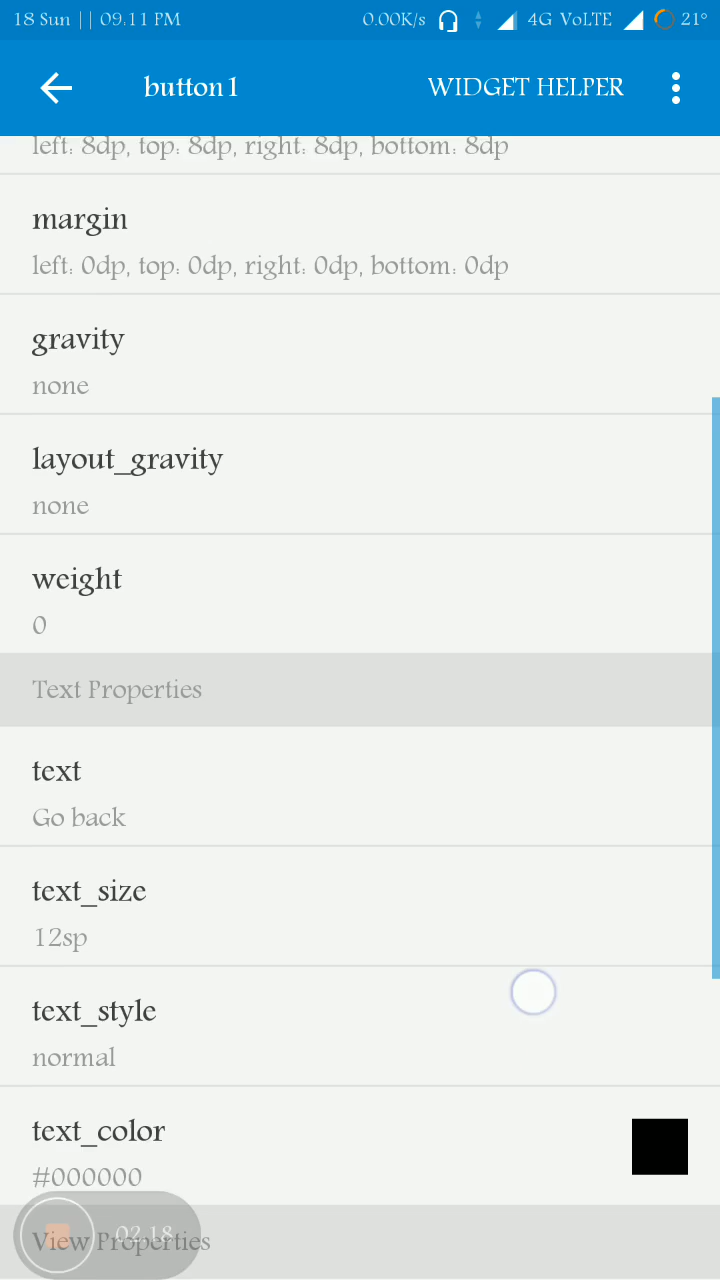 18 Sun || 09:11 PM 0.00K/s 4G VoLTE 21°
button1 WIDGET HELPER
left: 8dp, top: 8dp, right: 8dp, bottom: 8dp
margin
left: 0dp, top: 0dp, right: 0dp, bottom: 0dp
gravity
none
layout_gravity
none
weight
0
Text Properties
text
Go back
text_size
12sp
text_style
normal
text_color
#000000
02:18
View Properties